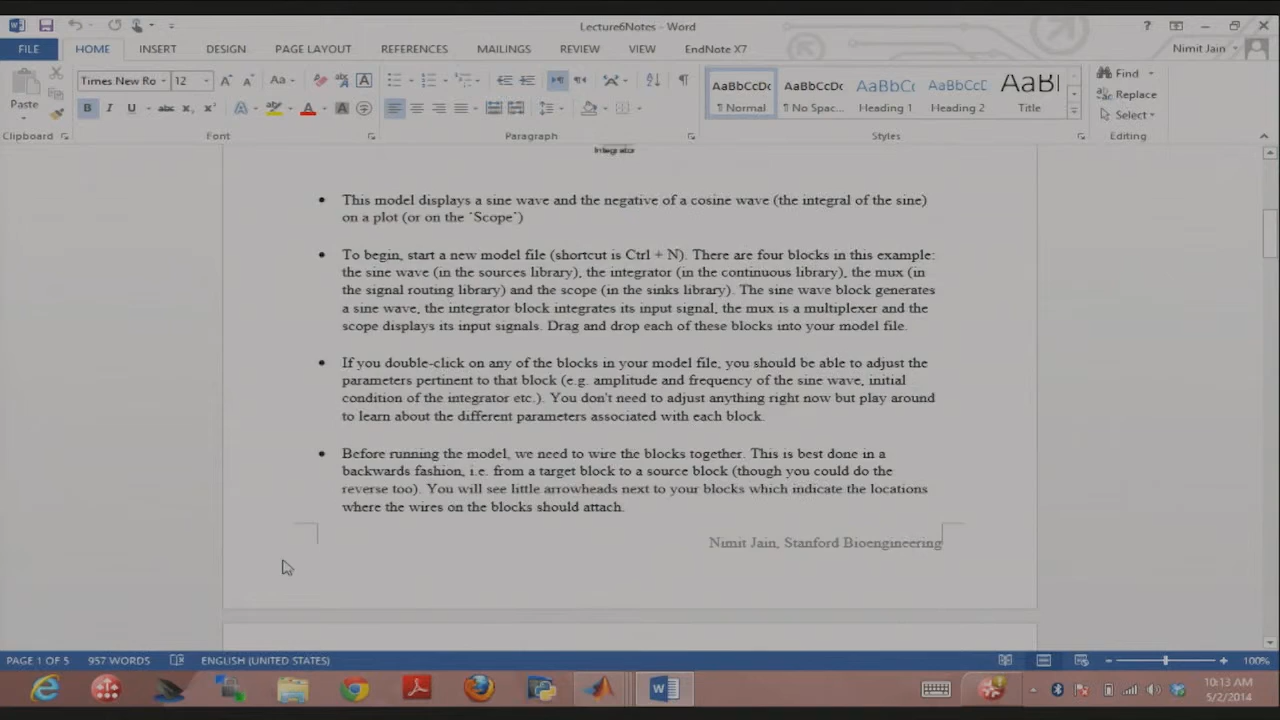 Lecture6Notes - Word
FILE HOME INSERT DESIGN PAGE LAYOUT REFERENCES MAILINGS REVIEW VIEW EndNote X7
Nimit Jain
Times New Ro 12
Paste
Clipboard Font Paragraph Styles Editing
AaBbCcDc AaBbCcDc AaBbCc AaBbCcD AaB
¶ Normal ¶ No Spac... Heading 1 Heading 2 Title
Find
Replace
Select
Integrator
• This model displays a sine wave and the negative of a cosine wave (the integral of the sine)
on a plot (or on the "Scope")
• To begin, start a new model file (shortcut is Ctrl + N). There are four blocks in this example:
the sine wave (in the sources library), the integrator (in the continuous library), the mux (in
the signal routing library) and the scope (in the sinks library). The sine wave block generates
a sine wave, the integrator block integrates its input signal, the mux is a multiplexer and the
scope displays its input signals. Drag and drop each of these blocks into your model file.
• If you double-click on any of the blocks in your model file, you should be able to adjust the
parameters pertinent to that block (e.g. amplitude and frequency of the sine wave, initial
condition of the integrator etc.). You don't need to adjust anything right now but play around
to learn about the different parameters associated with each block.
• Before running the model, we need to wire the blocks together. This is best done in a
backwards fashion, i.e. from a target block to a source block (though you could do the
reverse too). You will see little arrowheads next to your blocks which indicate the locations
where the wires on the blocks should attach.
Nimit Jain, Stanford Bioengineering
PAGE 1 OF 5 957 WORDS ENGLISH (UNITED STATES) 100%
10:13 AM
5/2/2014